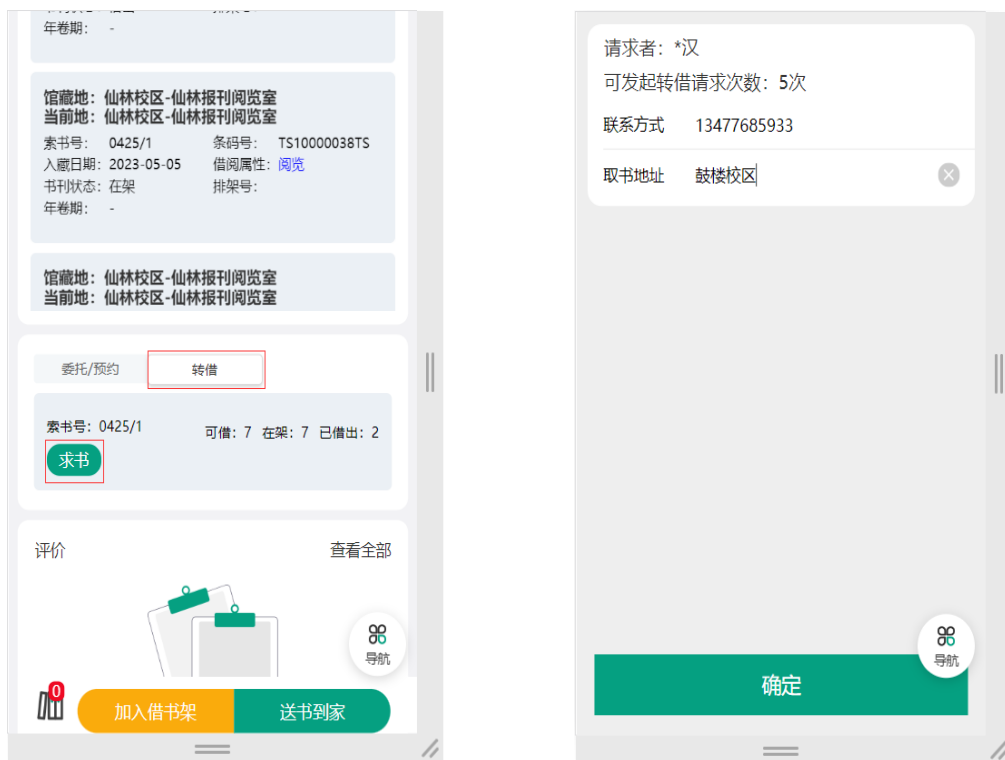 年卷期： -
馆藏地：仙林校区-仙林报刊阅览室
当前地：仙林校区-仙林报刊阅览室
索书号： 0425/1 条码号： TS10000038TS
入藏日期：2023-05-05 借阅属性：阅览
书刊状态：在架 排架号：
年卷期： -
馆藏地：仙林校区-仙林报刊阅览室
当前地：仙林校区-仙林报刊阅览室
委托/预约 转借
索书号：0425/1 可借：7 在架：7 已借出：2
求书
评价 查看全部
导航
0
加入借书架 送书到家
请求者：*汉
可发起转借请求次数：5次
联系方式 13477685933
取书地址 鼓楼校区
导航
确定